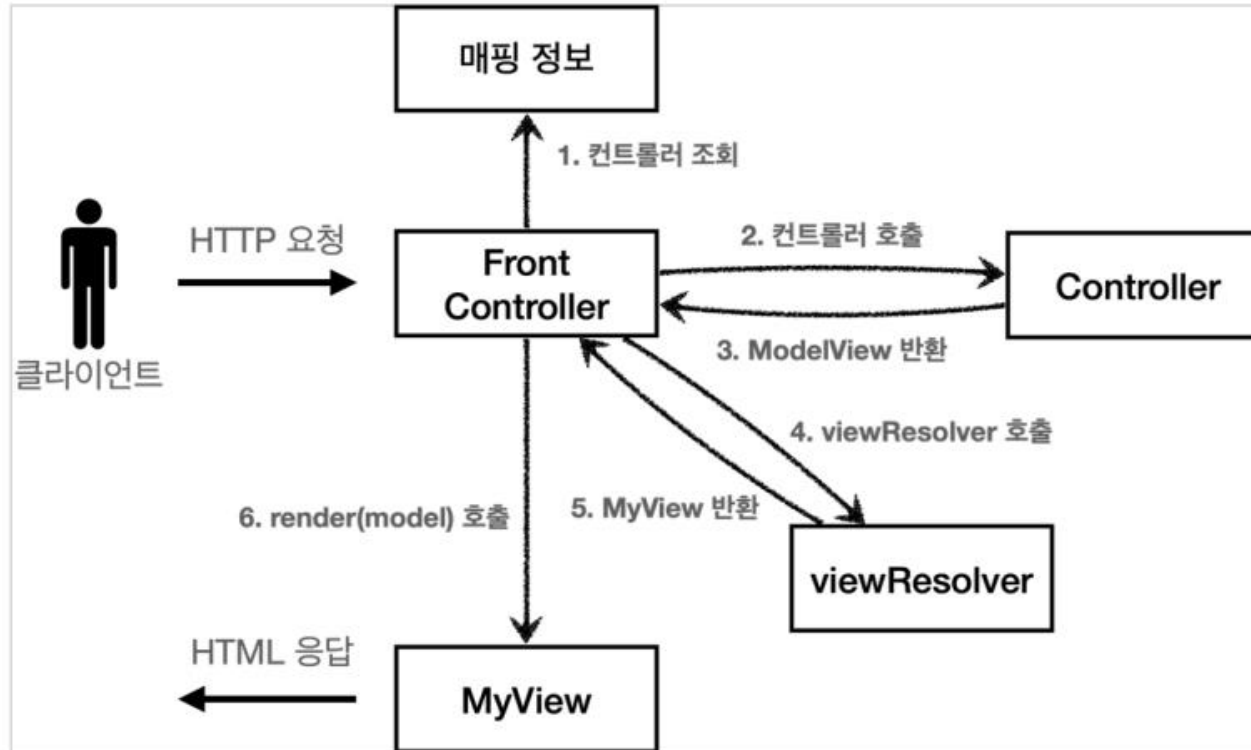 매핑 정보
1. 컨트롤러 조회
HTTP 요청
Front
Controller
2. 컨트롤러 호출
Controller
3. ModelView 반환
클라이언트
4. viewResolver 호출
5. MyView 반환
6. render(model) 호출
viewResolver
HTML 응답
MyView